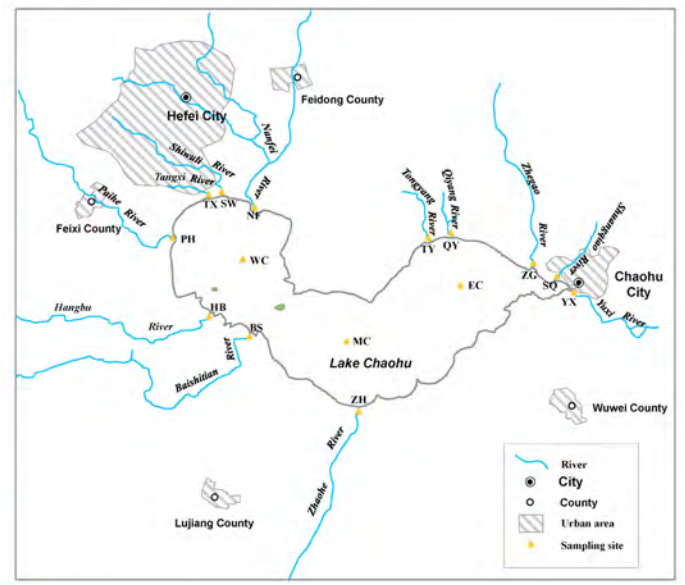 Feidong County
Hefei City
Nanfei
River
Shiwuli River
Tangxi River
TX SW
NF
Paihe River
Feixi County
PH
WC
Tongyang River
Qiyang River
TY QY
Zhegao River
Shuangqiao River
ZG SQ
Chaohu City
YX
Yuxi River
EC
Hangbu River
HB
BS
Baishitian River
MC
Lake Chaohu
ZH
Zhaohe River
Wuwei County
Lujiang County
River
City
County
Urban area
Sampling site